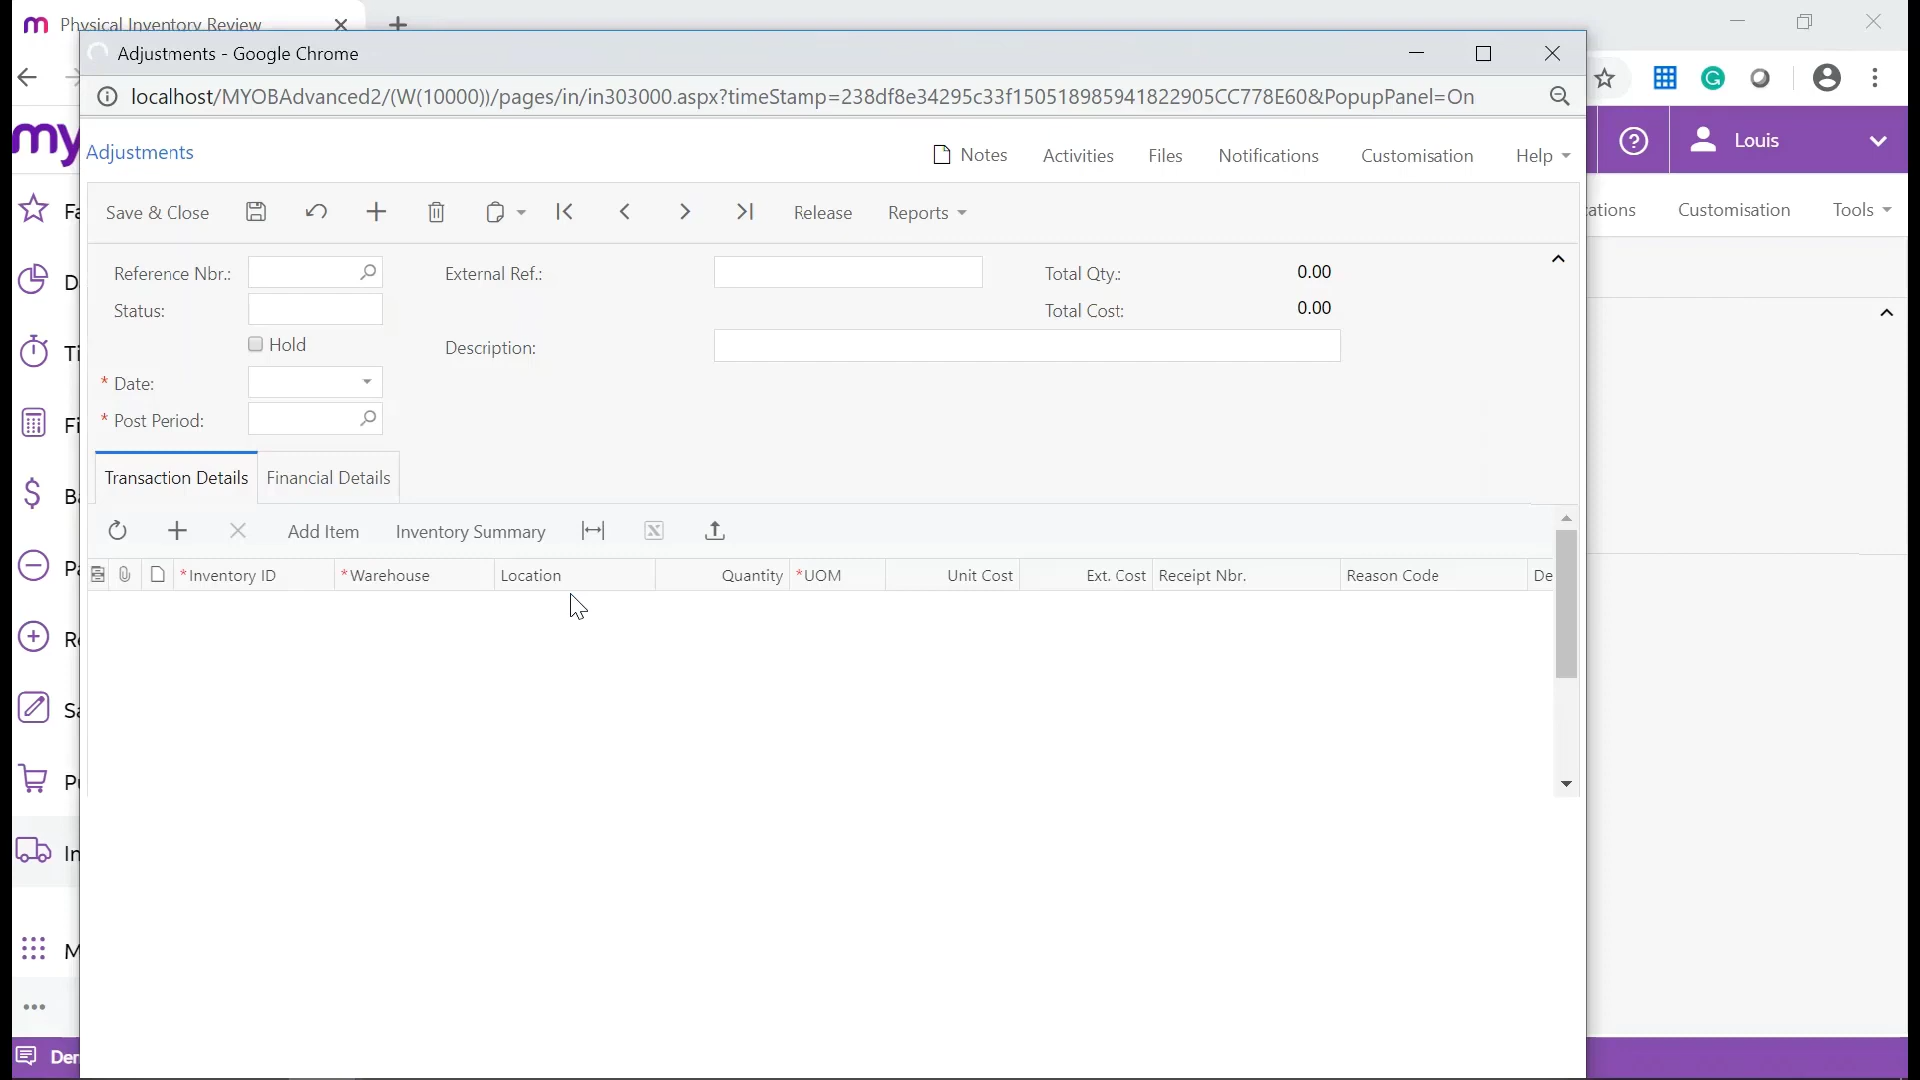 Physical Inventory Review
Adjustments - Google Chrome
localhost/MYOBAdvanced2/(W(10000))/pages/in/in303000.aspx?timeStamp=238df8e34295c33f150518985941822905CC778E60&PopupPanel=On
my
Louis
Adjustments
Notes Activities Files Notifications Customisation Help
Save & Close Release Reports
Customisation Tools
Reference Nbr.: External Ref.: Total Qty.: 0.00
Status: Total Cost: 0.00
Hold
Description:
* Date:
* Post Period:
Transaction Details Financial Details
Add Item Inventory Summary
*Inventory ID *Warehouse Location Quantity *UOM Unit Cost Ext. Cost Receipt Nbr. Reason Code De